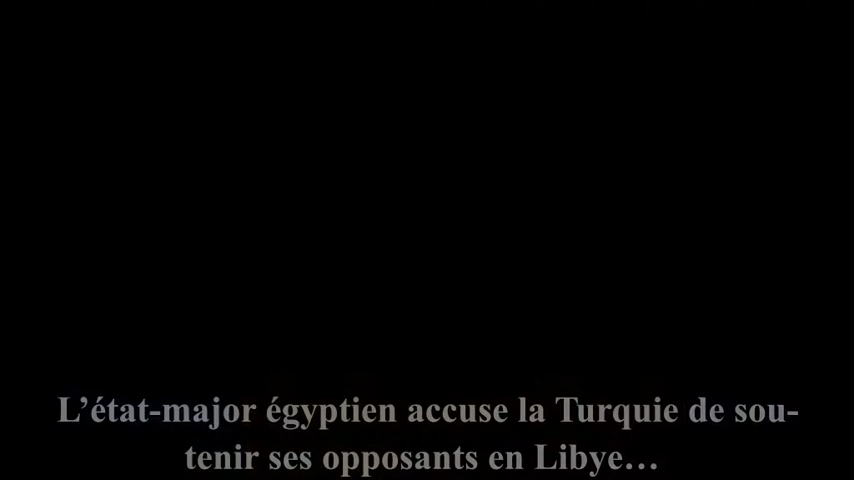 L’état-major égyptien accuse la Turquie de sou-
tenir ses opposants en Libye…